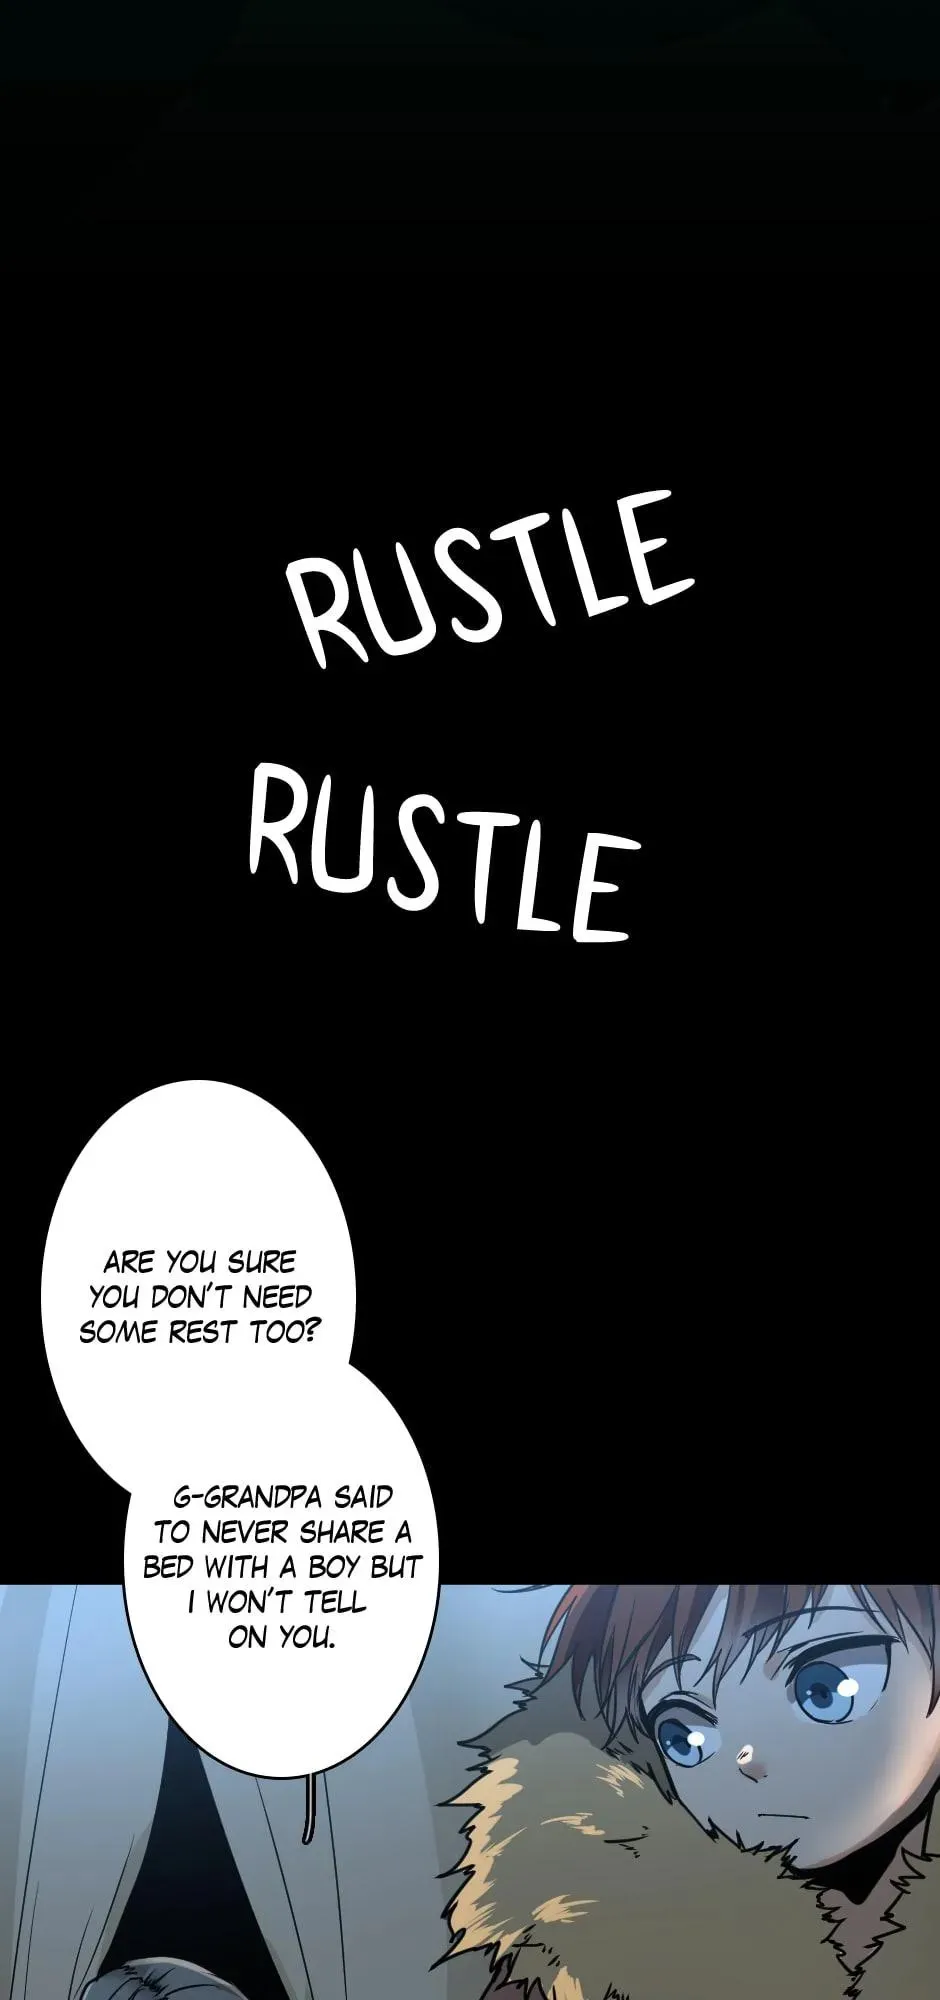 RUSTLE
RUSTLE
ARE YOU SURE
YOU DON'T NEED
SOME REST TOO?
G-GRANDPA SAID
TO NEVER SHARE A
BED WITH A BOY BUT
I WON'T TELL
ON YOU.